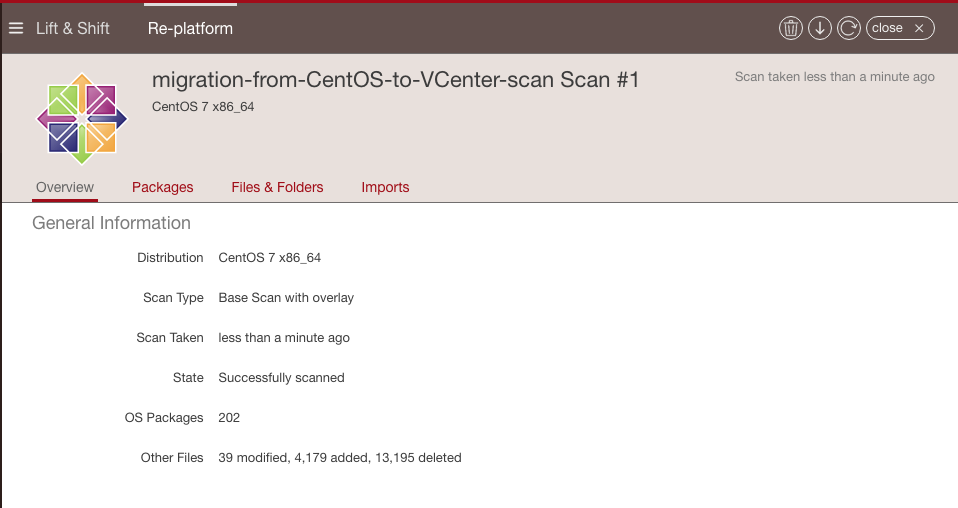 Lift & Shift Re-platform close ×
migration-from-CentOS-to-VCenter-scan Scan #1 Scan taken less than a minute ago
CentOS 7 x86_64
Overview Packages Files & Folders Imports
General Information
Distribution CentOS 7 x86_64
Scan Type Base Scan with overlay
Scan Taken less than a minute ago
State Successfully scanned
OS Packages 202
Other Files 39 modified, 4,179 added, 13,195 deleted